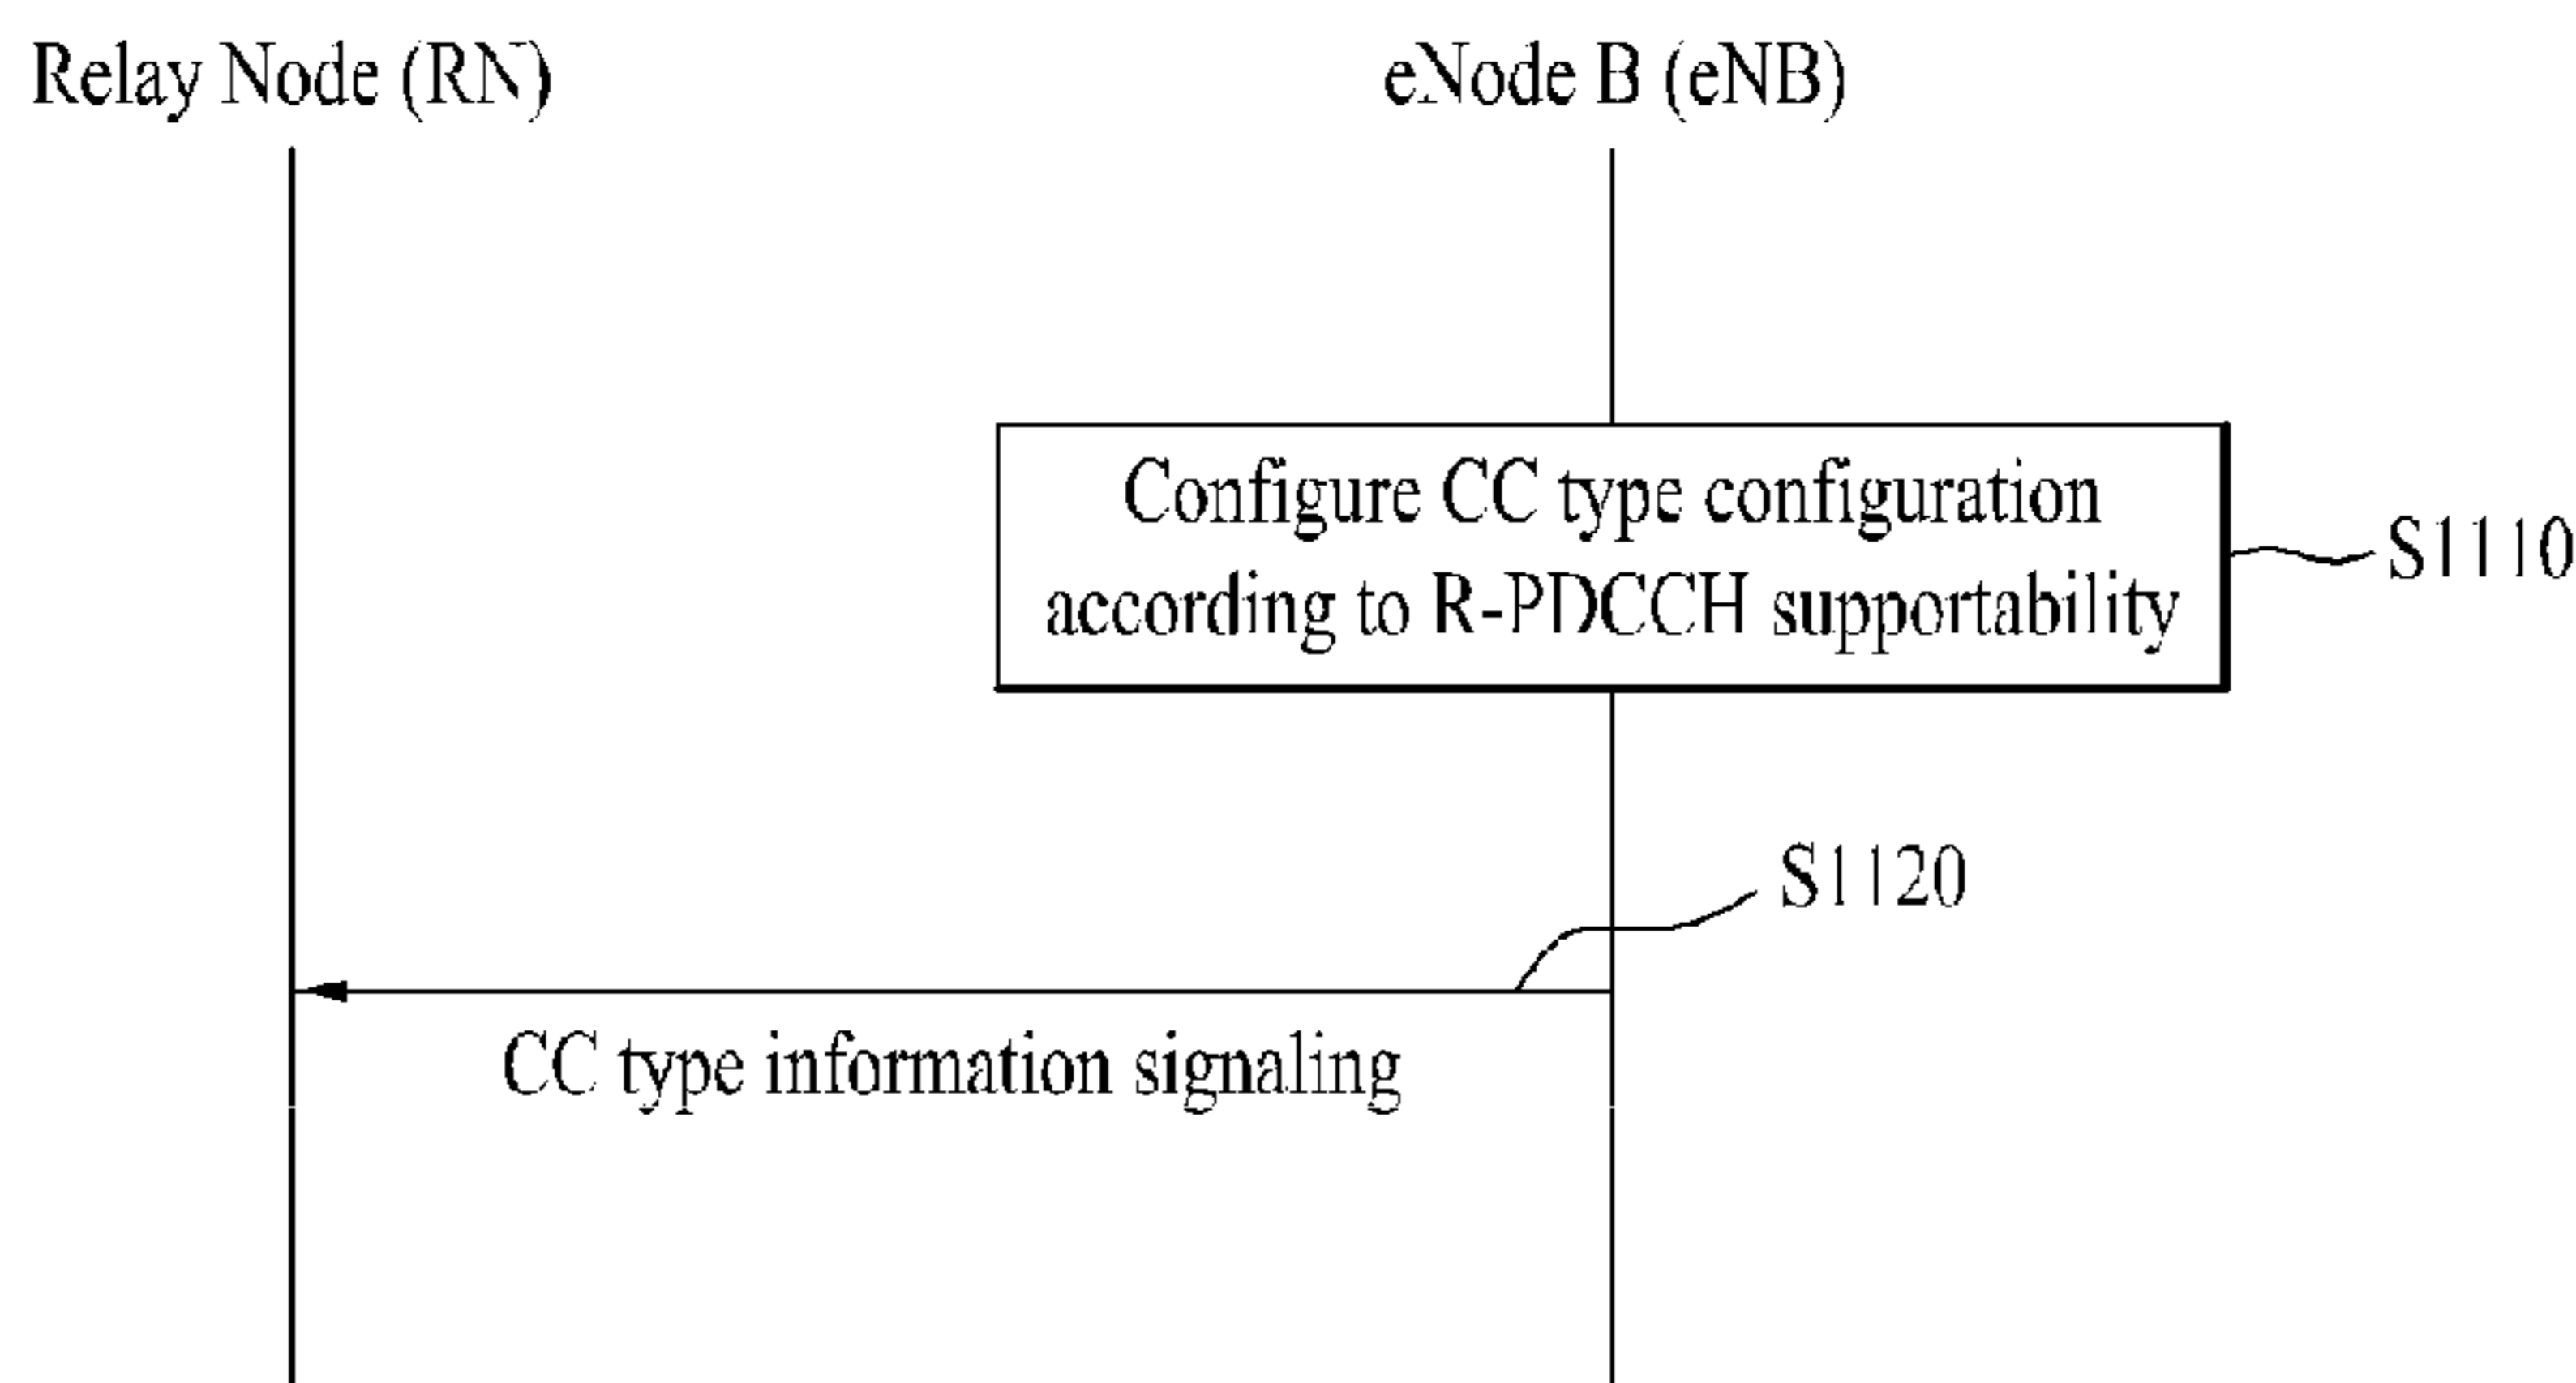 Relay Node (RN)
eNode B (eNB)
Configure CC type configuration
according to R-PDCCH supportability
S1110
S1120
CC type information signaling